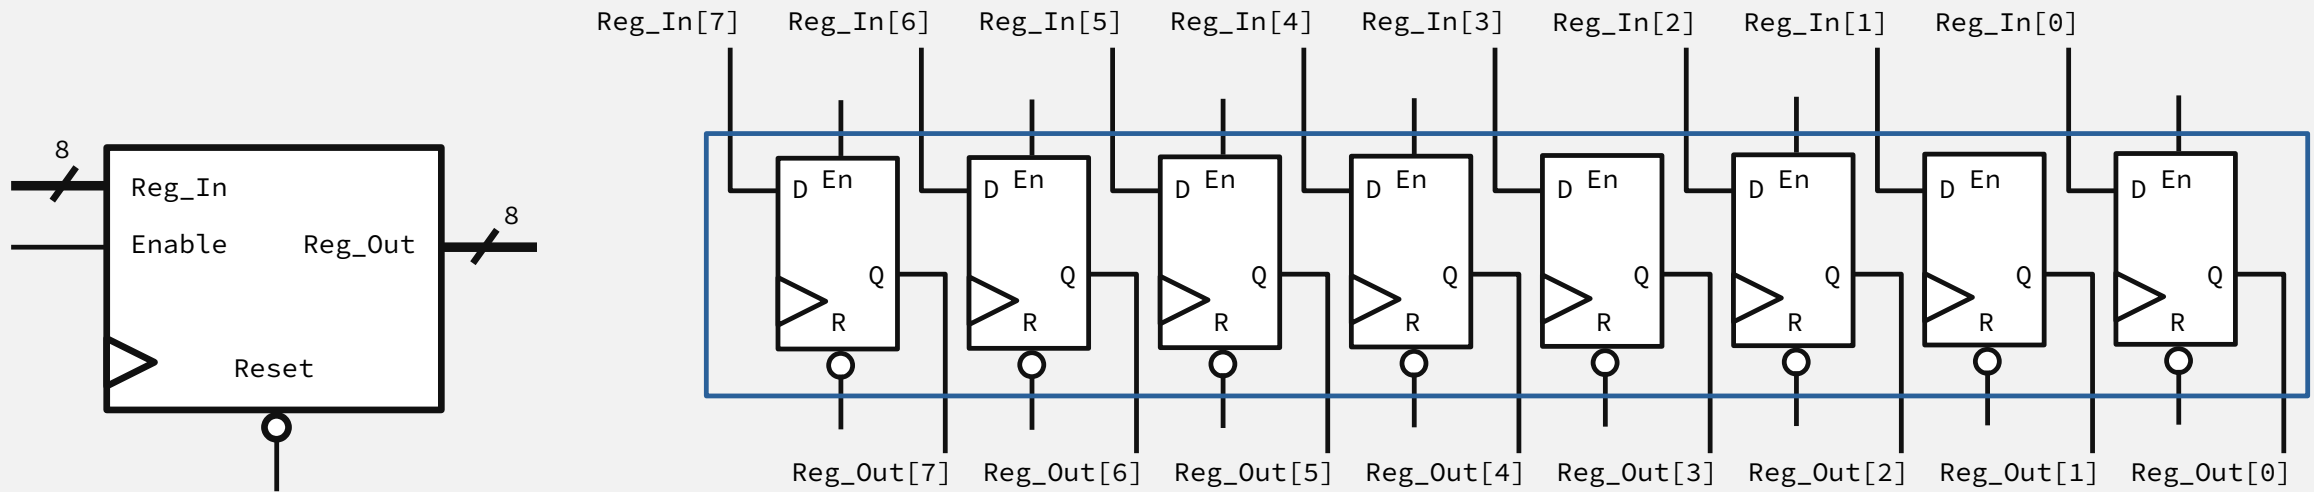 Reg_In[7] Reg_In[6] Reg_In[5] Reg_In[4] Reg_In[3] Reg_In[2] Reg_In[1] Reg_In[0]
8
Reg_In
Enable Reg_Out
8
Reset
D En D En D En D En D En D En D En D En
Q Q Q Q Q Q Q Q
R R R R R R R R
Reg_Out[7] Reg_Out[6] Reg_Out[5] Reg_Out[4] Reg_Out[3] Reg_Out[2] Reg_Out[1] Reg_Out[0]